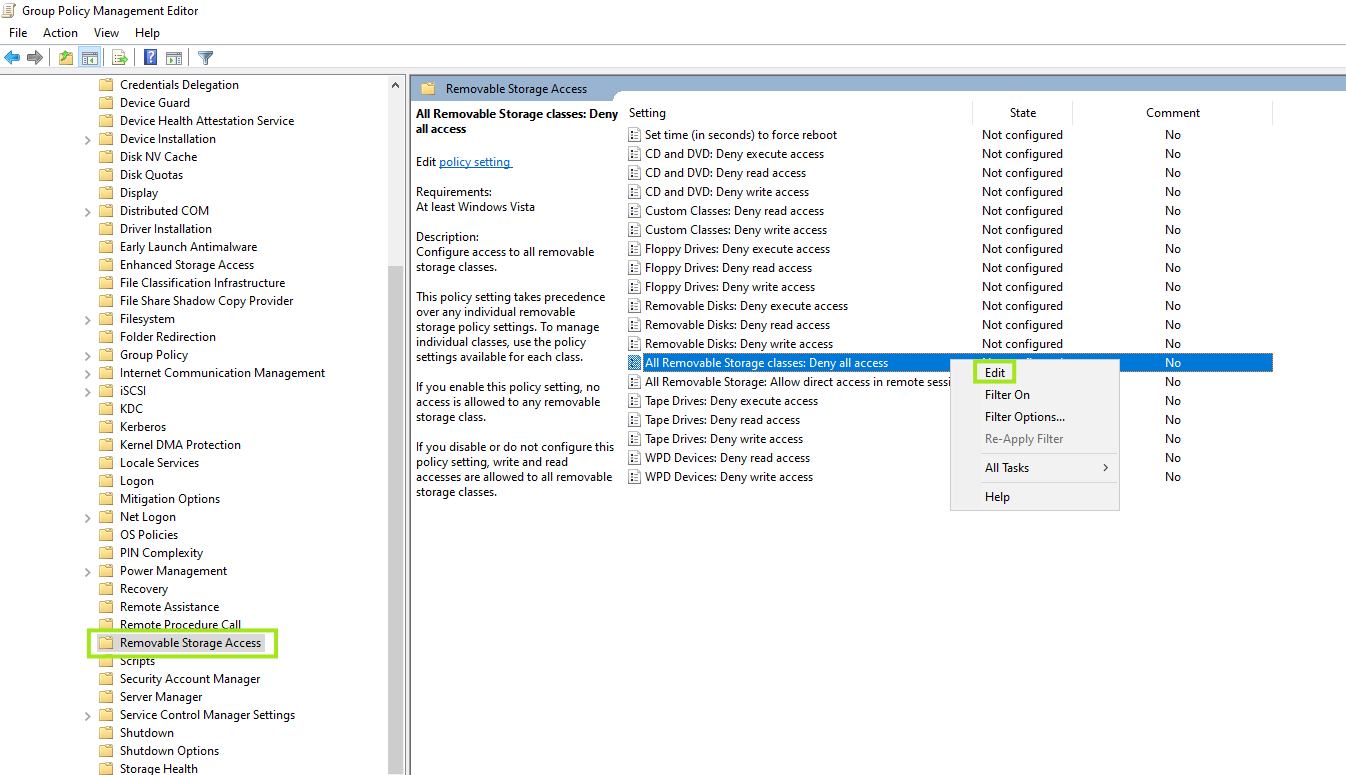 Group Policy Management Editor
File Action View Help
Credentials Delegation
Device Guard
Device Health Attestation Service
Device Installation
Disk NV Cache
Disk Quotas
Display
Distributed COM
Driver Installation
Early Launch Antimalware
Enhanced Storage Access
File Classification Infrastructure
File Share Shadow Copy Provider
Filesystem
Folder Redirection
Group Policy
Internet Communication Management
iSCSI
KDC
Kerberos
Kernel DMA Protection
Locale Services
Logon
Mitigation Options
Net Logon
OS Policies
PIN Complexity
Power Management
Recovery
Remote Assistance
Remote Procedure Call
Removable Storage Access
Scripts
Security Account Manager
Server Manager
Service Control Manager Settings
Shutdown
Shutdown Options
Storage Health
Removable Storage Access
All Removable Storage classes: Deny
all access
Edit policy setting
Requirements:
At least Windows Vista
Description:
Configure access to all removable
storage classes.
This policy setting takes precedence
over any individual removable
storage policy settings. To manage
individual classes, use the policy
settings available for each class.
If you enable this policy setting, no
access is allowed to any removable
storage class.
If you disable or do not configure this
policy setting, write and read
accesses are allowed to all removable
storage classes.
Setting State Comment
Set time (in seconds) to force reboot Not configured No
CD and DVD: Deny execute access Not configured No
CD and DVD: Deny read access Not configured No
CD and DVD: Deny write access Not configured No
Custom Classes: Deny read access Not configured No
Custom Classes: Deny write access Not configured No
Floppy Drives: Deny execute access Not configured No
Floppy Drives: Deny read access Not configured No
Floppy Drives: Deny write access Not configured No
Removable Disks: Deny execute access Not configured No
Removable Disks: Deny read access Not configured No
Removable Disks: Deny write access Not configured No
All Removable Storage classes: Deny all access No
All Removable Storage: Allow direct access in remote sessi No
Tape Drives: Deny execute access No
Tape Drives: Deny read access No
Tape Drives: Deny write access No
WPD Devices: Deny read access No
WPD Devices: Deny write access No
Edit
Filter On
Filter Options...
Re-Apply Filter
All Tasks
Help